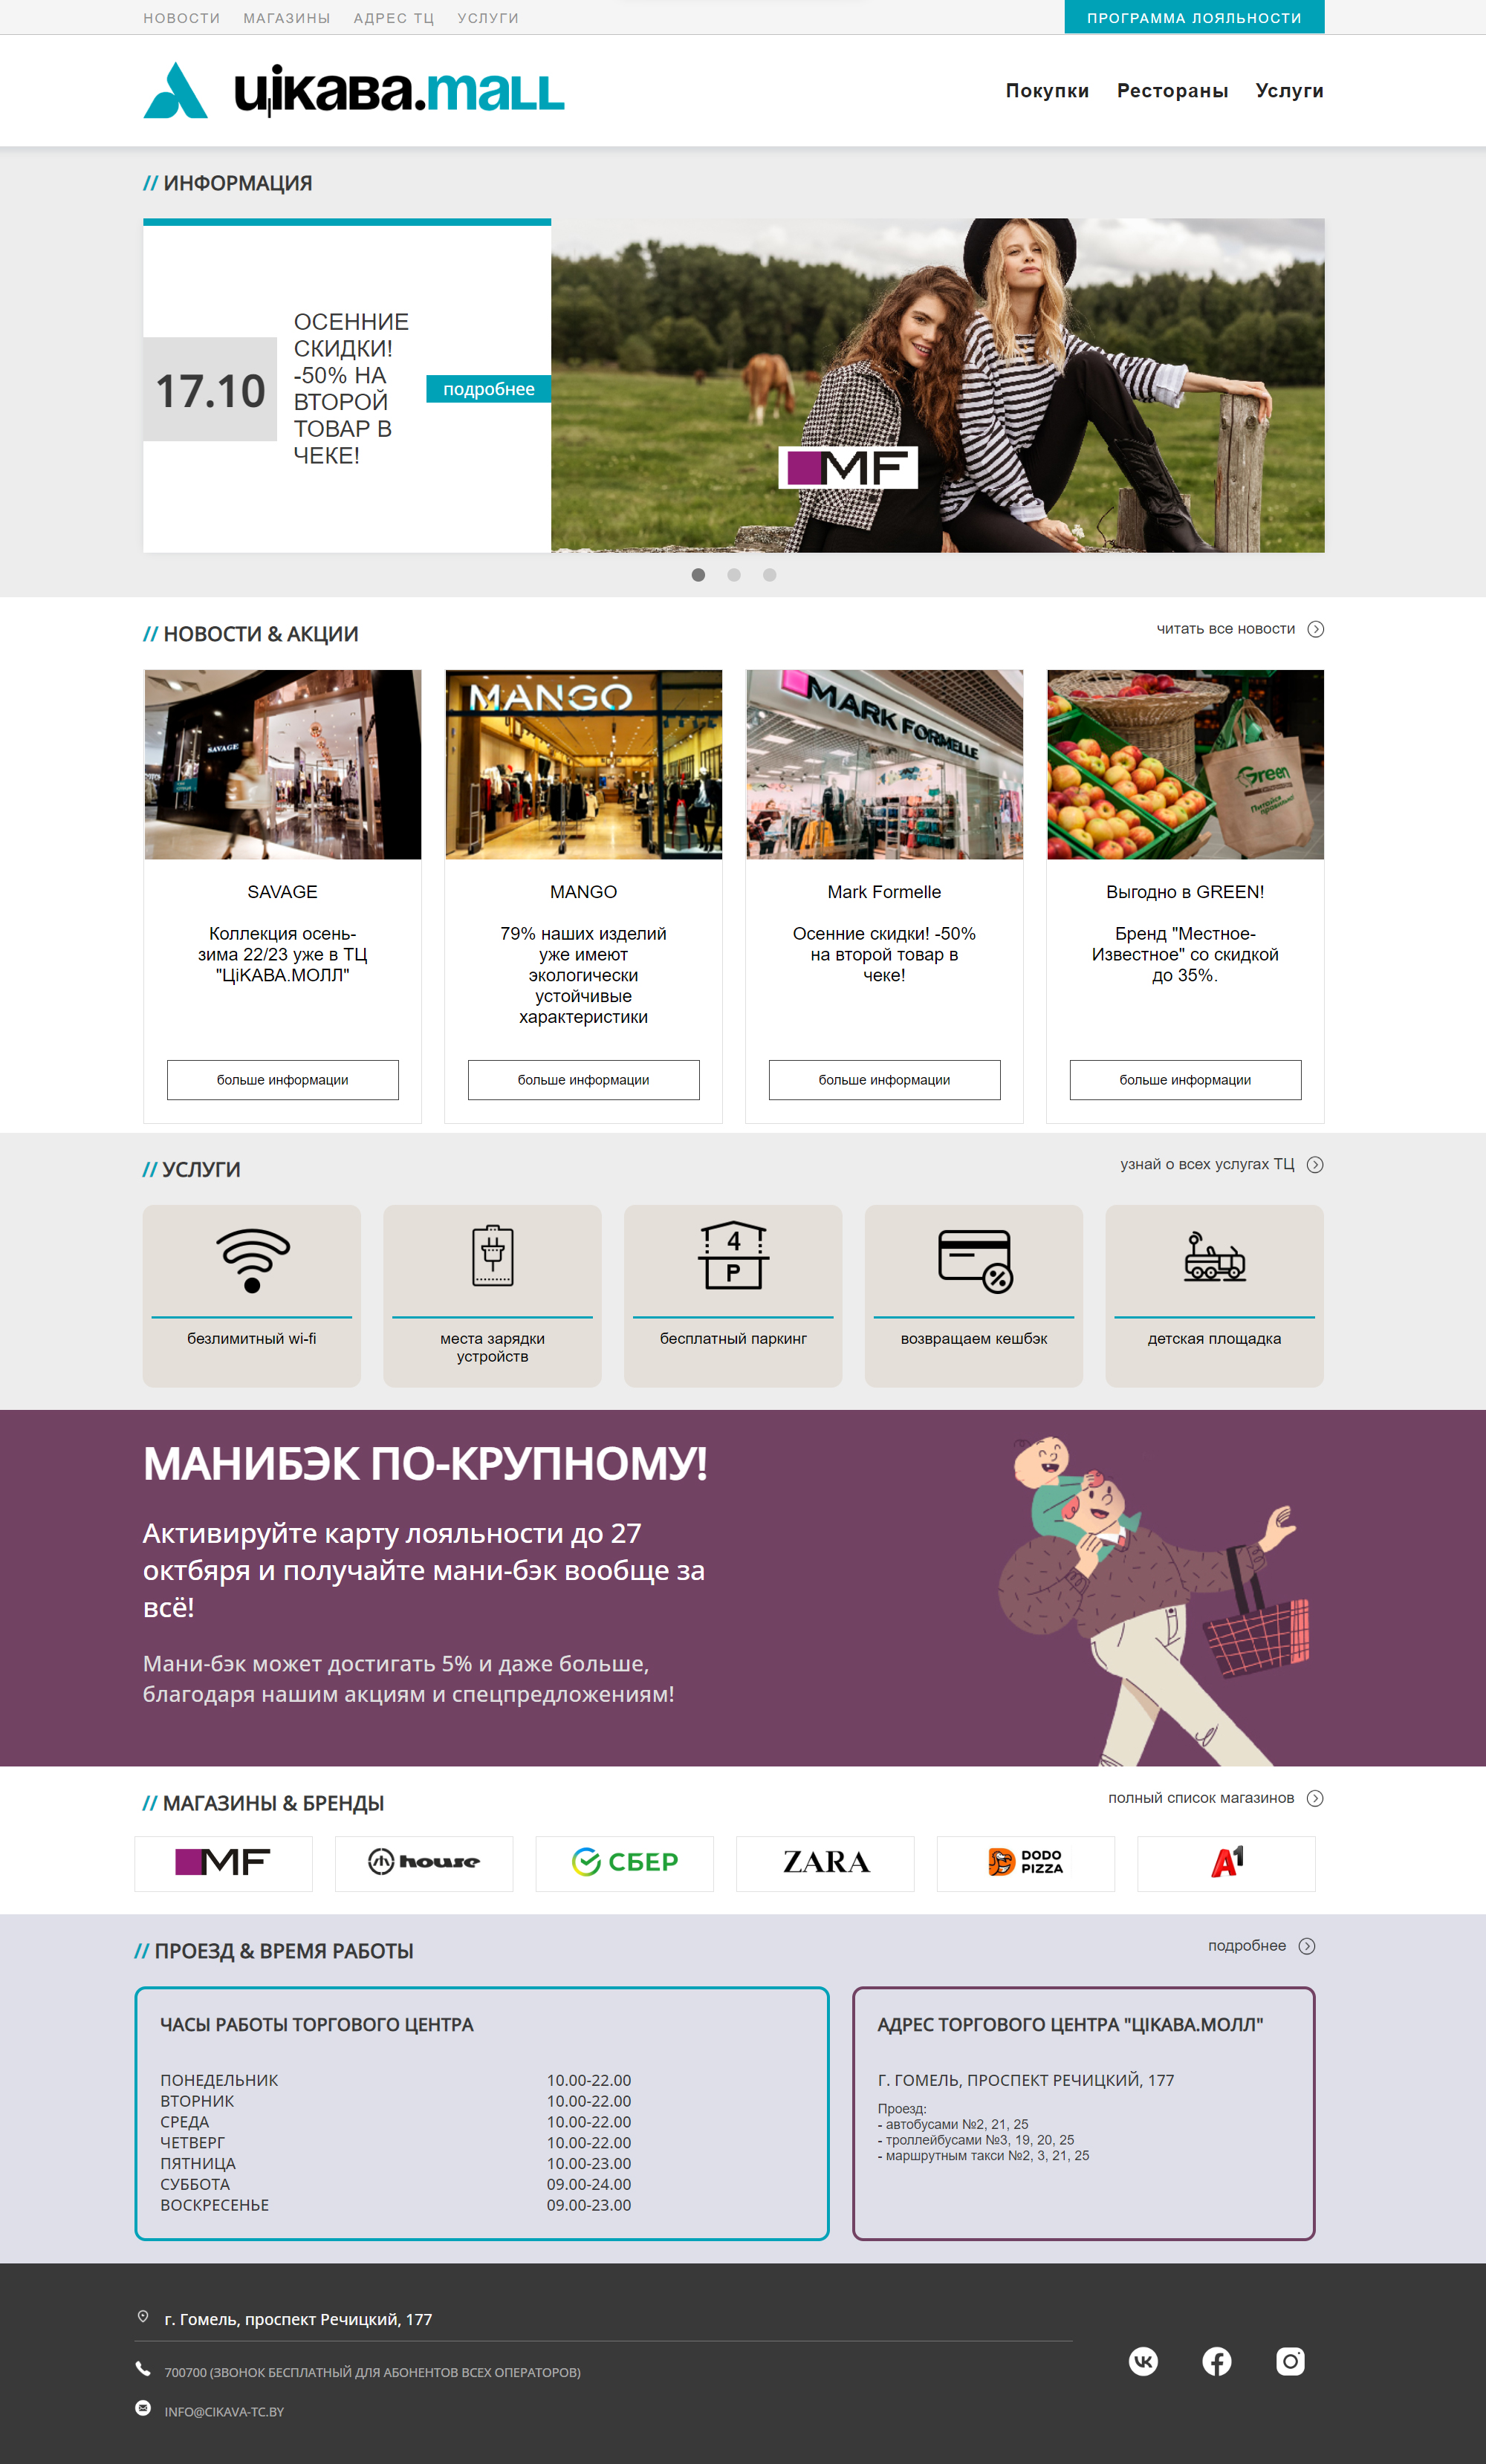 НОВОСТИ МАГАЗИНЫ АДРЕС ТЦ УСЛУГИ
ПРОГРАММА ЛОЯЛЬНОСТИ
цікава.mall
Покупки Рестораны Услуги
// ИНФОРМАЦИЯ
17.10
ОСЕННИЕ
СКИДКИ!
-50% НА
ВТОРОЙ
ТОВАР В
ЧЕКЕ!
подробнее
MF
// НОВОСТИ & АКЦИИ
читать все новости
SAVAGE
MANGO
MARK FORMELLE
Green
Питайся
правильно!
SAVAGE
Коллекция осень-
зима 22/23 уже в ТЦ
"ЦіКАВА.МОЛЛ"
больше информации
MANGO
79% наших изделий
уже имеют
экологически
устойчивые
характеристики
больше информации
Mark Formelle
Осенние скидки! -50%
на второй товар в
чеке!
больше информации
Выгодно в GREEN!
Бренд "Местное-
Известное" со скидкой
до 35%.
больше информации
// УСЛУГИ
узнай о всех услугах ТЦ
4
P
%
безлимитный wi-fi
места зарядки
устройств
бесплатный паркинг
возвращаем кешбэк
детская площадка
МАНИБЭК ПО-КРУПНОМУ!
Активируйте карту лояльности до 27
октбяря и получайте мани-бэк вообще за
всё!
Мани-бэк может достигать 5% и даже больше,
благодаря нашим акциям и спецпредложениям!
// МАГАЗИНЫ & БРЕНДЫ
полный список магазинов
MF
house
СБЕР
ZARA
DODO
PIZZA
A1
// ПРОЕЗД & ВРЕМЯ РАБОТЫ
подробнее
ЧАСЫ РАБОТЫ ТОРГОВОГО ЦЕНТРА
ПОНЕДЕЛЬНИК 10.00-22.00
ВТОРНИК 10.00-22.00
СРЕДА 10.00-22.00
ЧЕТВЕРГ 10.00-22.00
ПЯТНИЦА 10.00-23.00
СУББОТА 09.00-24.00
ВОСКРЕСЕНЬЕ 09.00-23.00
АДРЕС ТОРГОВОГО ЦЕНТРА "ЦІКАВА.МОЛЛ"
Г. ГОМЕЛЬ, ПРОСПЕКТ РЕЧИЦКИЙ, 177
Проезд:
- автобусами №2, 21, 25
- троллейбусами №3, 19, 20, 25
- маршрутным такси №2, 3, 21, 25
г. Гомель, проспект Речицкий, 177
700700 (ЗВОНОК БЕСПЛАТНЫЙ ДЛЯ АБОНЕНТОВ ВСЕХ ОПЕРАТОРОВ)
INFO@CIKAVA-TC.BY